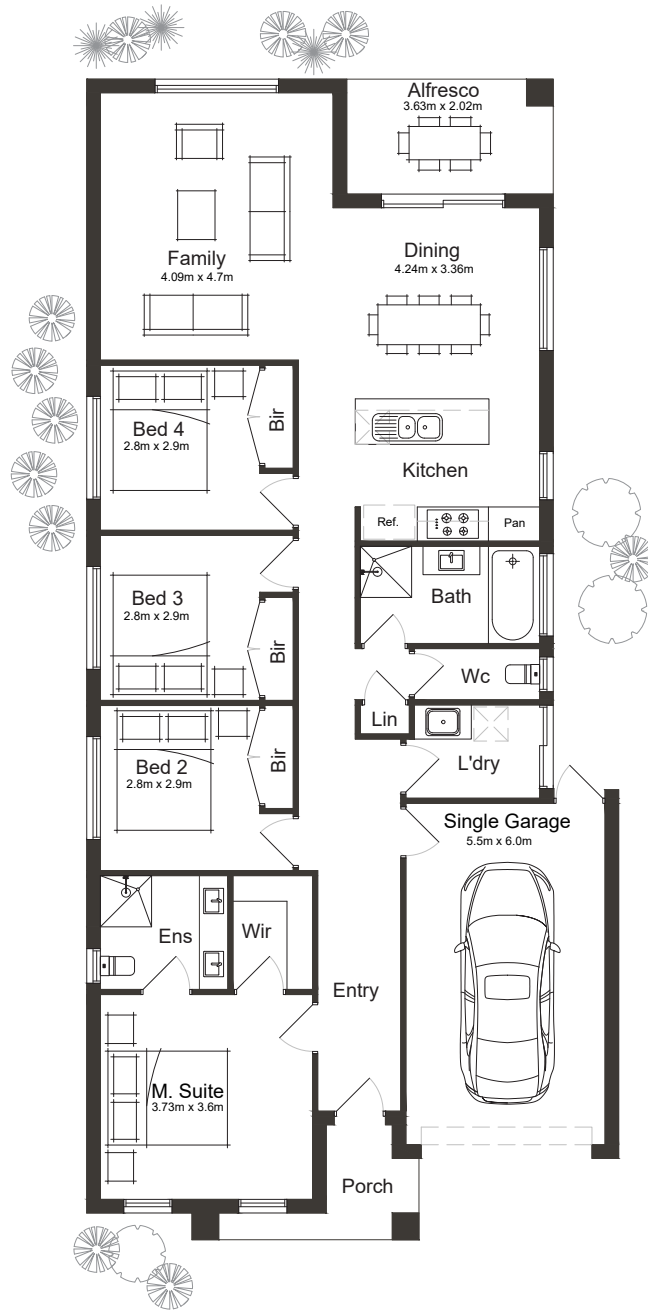 Alfresco
3.63m x 2.02m
Family
4.09m x 4.7m
Dining
4.24m x 3.36m
Bed 4
2.8m x 2.9m
Bir
Kitchen
Ref.
Pan
Bed 3
2.8m x 2.9m
Bir
Bath
Wc
Lin
Bed 2
2.8m x 2.9m
Bir
L'dry
Single Garage
5.5m x 6.0m
Ens
Wir
Entry
M. Suite
3.73m x 3.6m
Porch